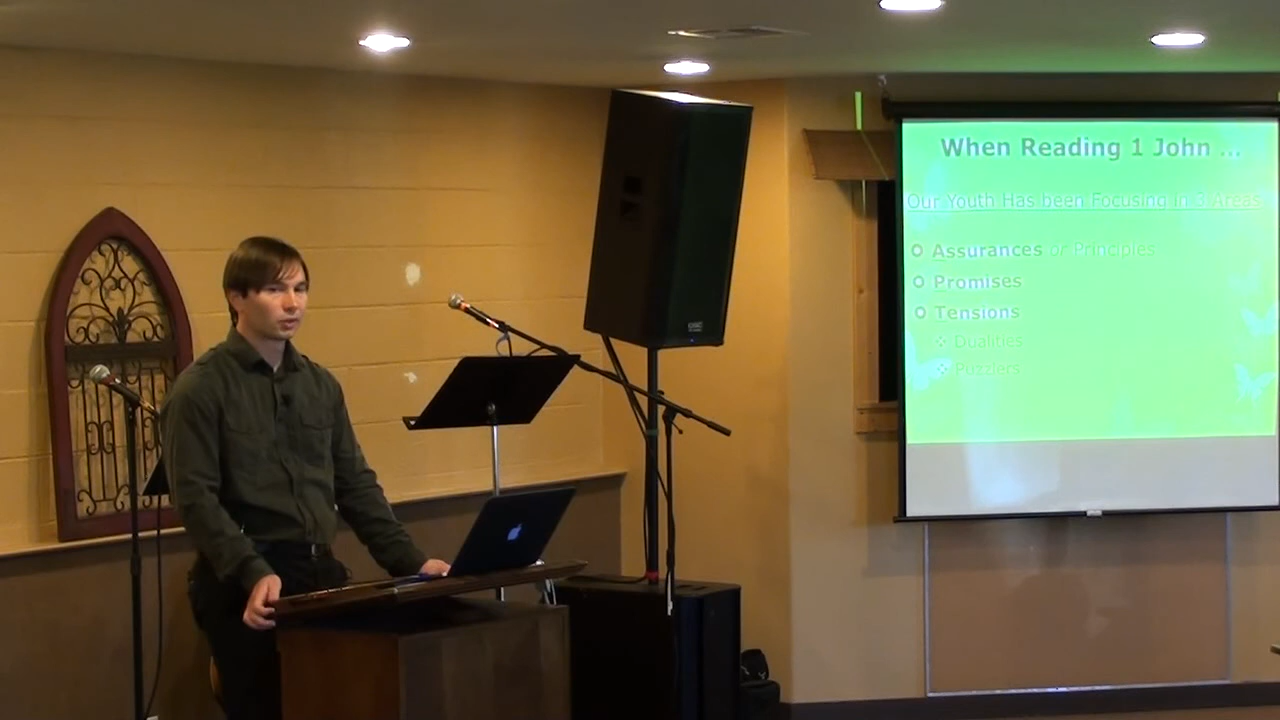 When Reading 1 John ...
Our Youth Has been Focusing in 3 Areas
Assurances or Principles
Promises
Tensions
Dualities
Puzzlers
QSC